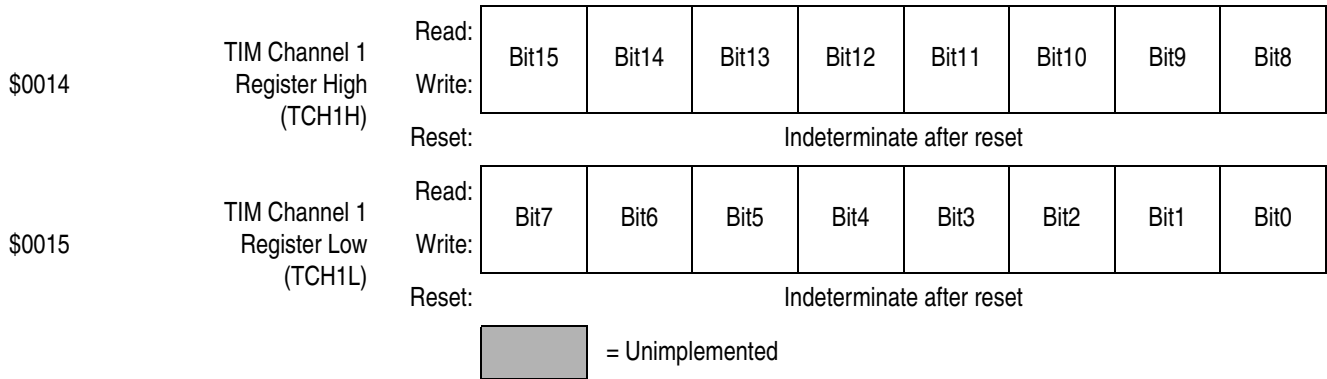 $0014 TIM Channel 1 Register High (TCH1H) Read: Write: Bit15 Bit14 Bit13 Bit12 Bit11 Bit10 Bit9 Bit8
Reset: Indeterminate after reset
$0015 TIM Channel 1 Register Low (TCH1L) Read: Write: Bit7 Bit6 Bit5 Bit4 Bit3 Bit2 Bit1 Bit0
Reset: Indeterminate after reset
= Unimplemented